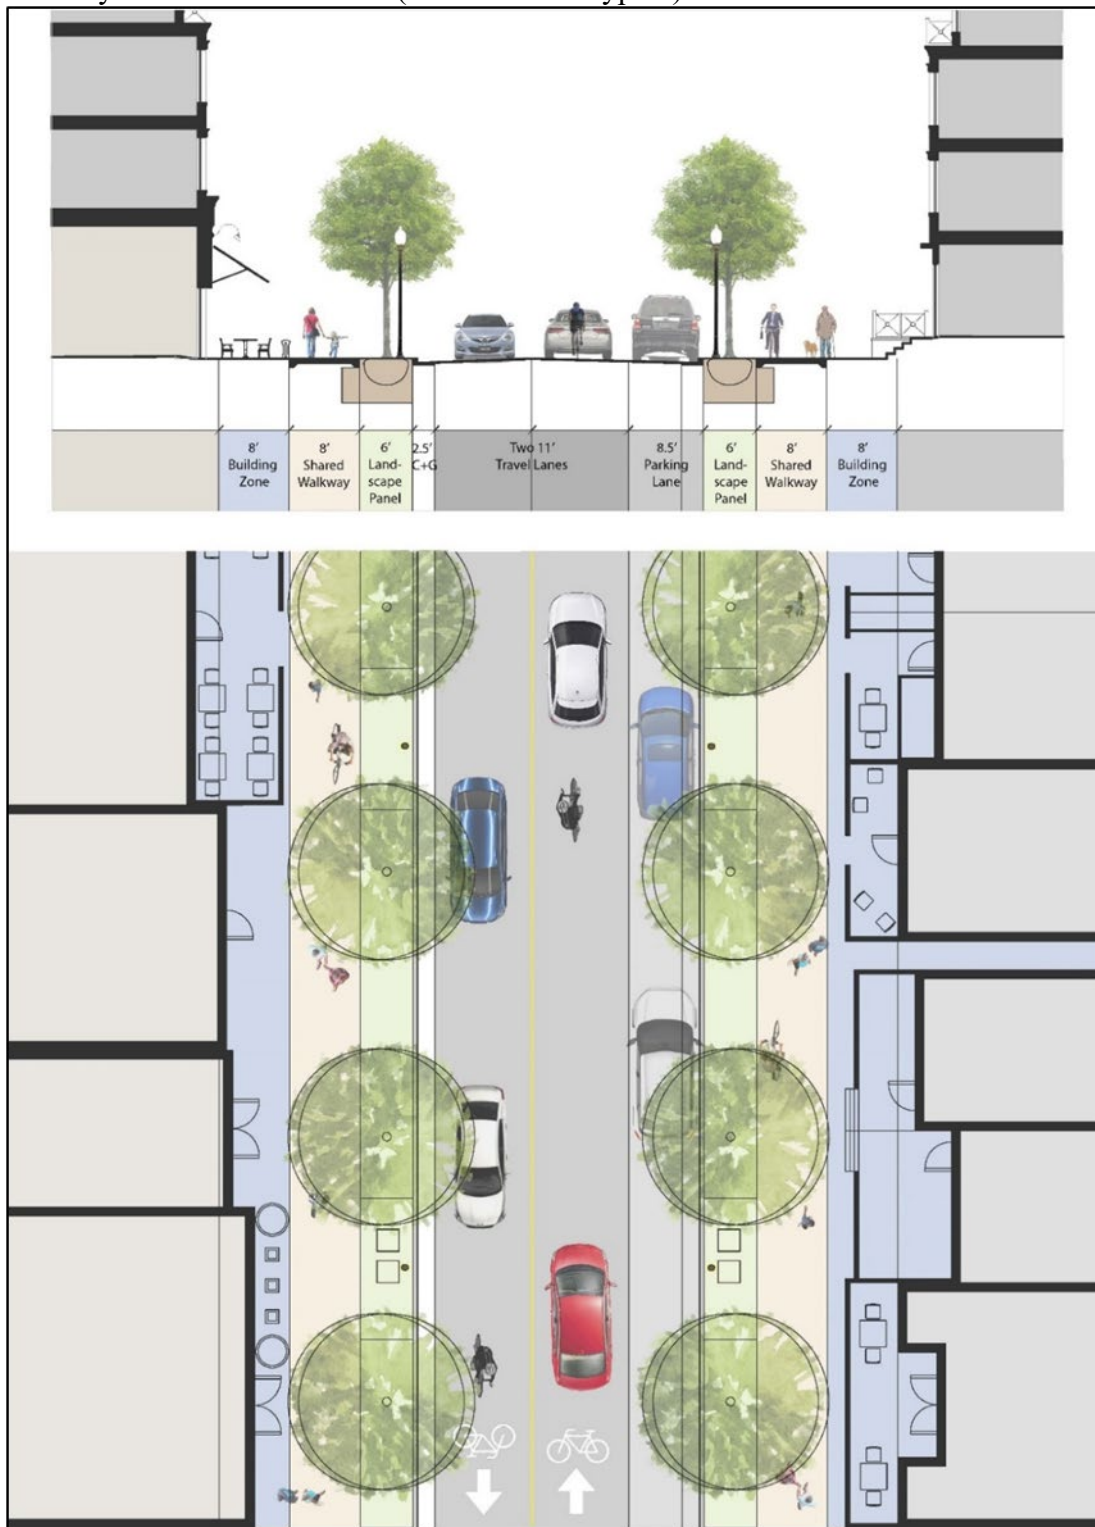 8'
Building
Zone
8'
Shared
Walkway
6'
Land-
scape
Panel
2.5'
C+G
Two 11'
Travel Lanes
8.5'
Parking
Lane
6'
Land-
scape
Panel
8'
Shared
Walkway
8'
Building
Zone